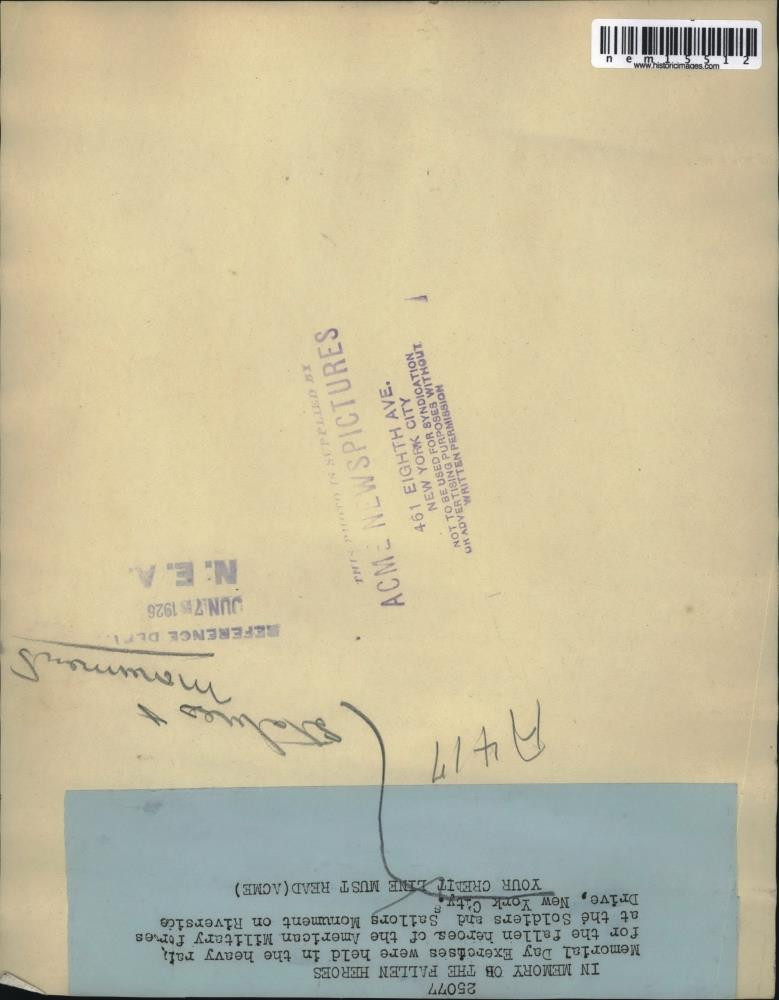 nem15512
www.historicimages.com
THIS PHOTO IS SUPPLIED BY
ACME NEWSPICTURES
461 EIGHTH AVE.
NEW YORK CITY
NEW YORK CITY
FOR SYNDICATION
NOT TO BE USED FOR
OR ADVERTISING PURPOSES WITHOUT
WRITTEN PERMISSION
REFERENCE DEPT.
JUN 7 1926
N. E. A.
Statues &
Monument
A417
25077
IN MEMORY OB THE FALLEN HEROES
Memorial Day Exercises were held in the heavy rain,
for the fallen heroes of the American Military forces
at the Soldiers and Sailors Monument on Riverside
Drive, New York City.
YOUR CREDIT LINE MUST READ(ACME)